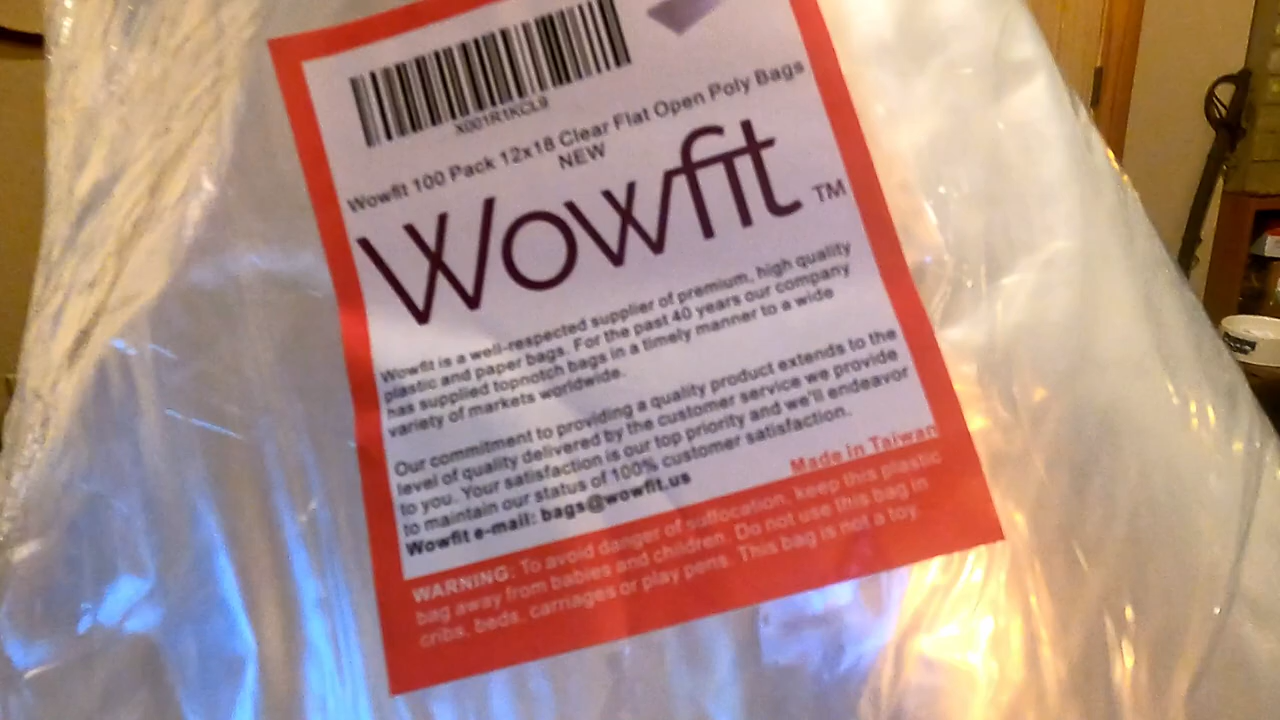 X001R1KCL9
Wowfit 100 Pack 12x18 Clear Flat Open Poly Bags
NEW
Wowfit TM
Wowfit is a well-respected supplier of premium, high quality
plastic and paper bags. For the past 40 years our company
has supplied topnotch bags in a timely manner to a wide
variety of markets worldwide.
Our commitment to providing a quality product extends to the
level of quality delivered by the customer service we provide
to you. Your satisfaction is our top priority and we'll endeavor
to maintain our status of 100% customer satisfaction.
Wowfit e-mail: bags@wowfit.us
Made in Taiwan
WARNING: To avoid danger of suffocation, keep this plastic
bag away from babies and children. Do not use this bag in
cribs, beds, carriages or play pens. This bag is not a toy.